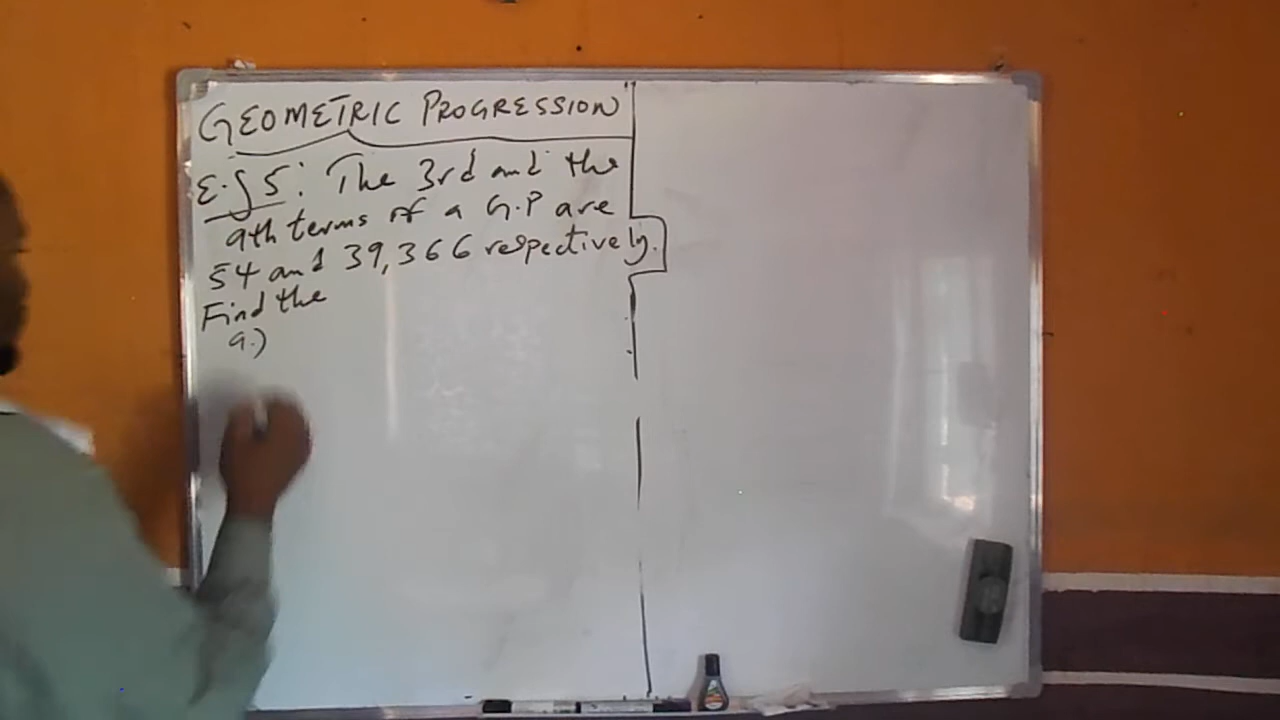 GEOMETRIC PROGRESSION
E.g 5: The 3rd and the
9th terms of a G.P are
54 and 39,366 respectively.
Find the
a.)